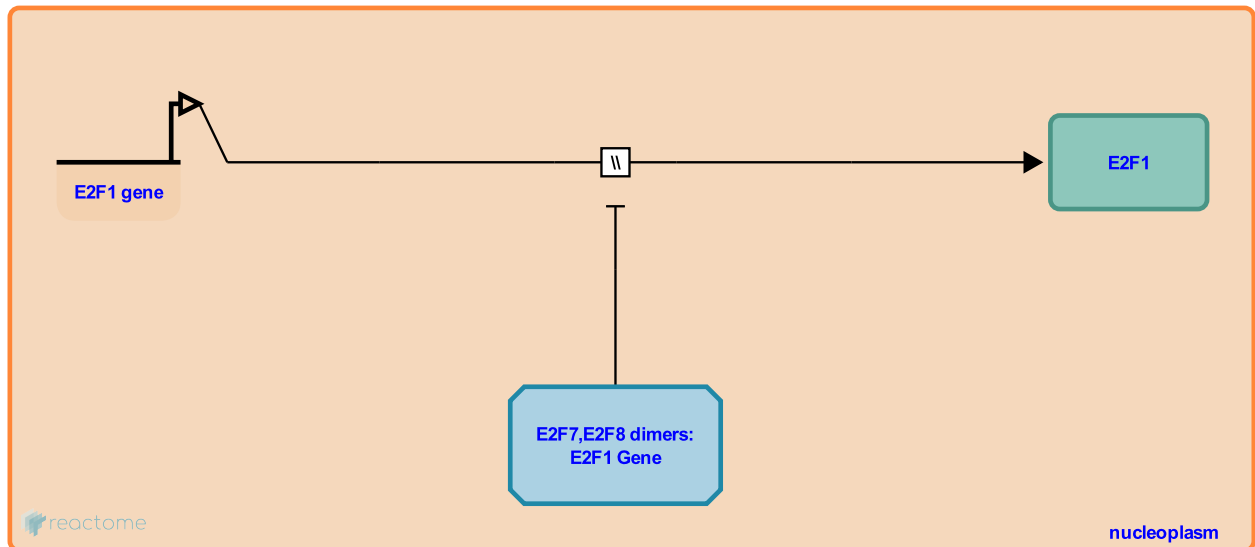 E2F1 gene
\\
E2F1
E2F7,E2F8 dimers:
E2F1 Gene
reactome
nucleoplasm